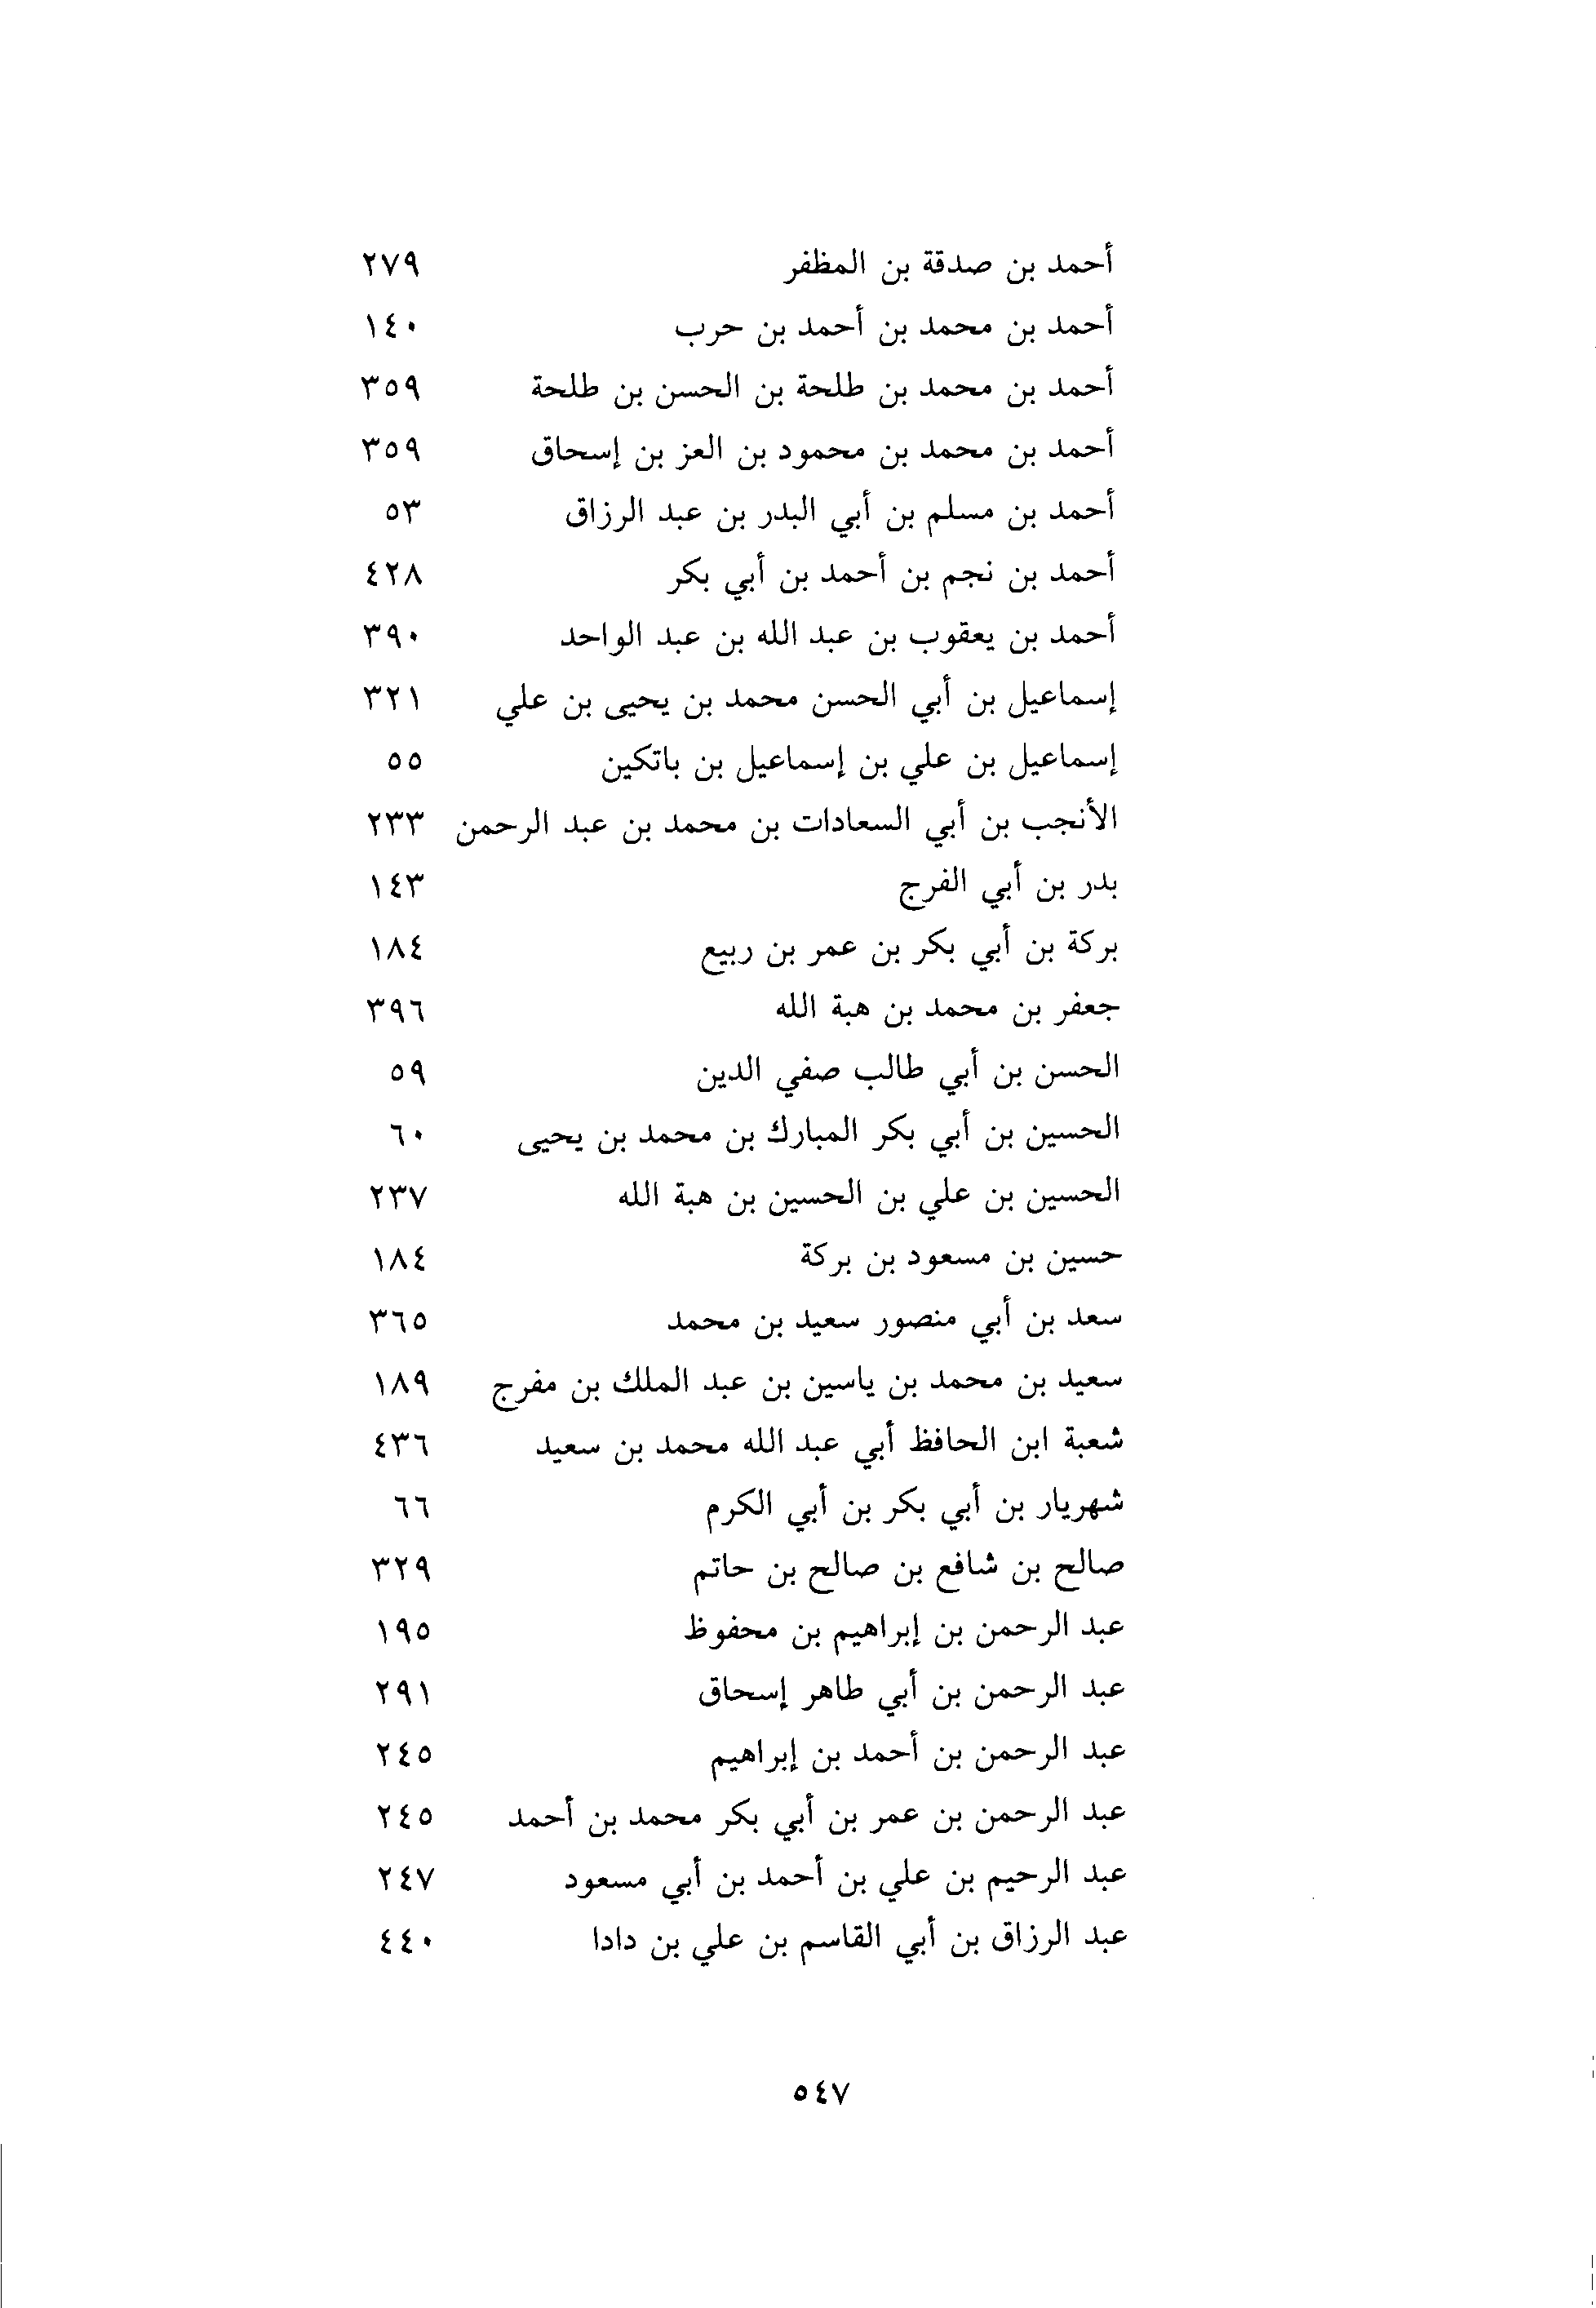 أحمد بن صدقة بن المظفر ٢٧٩
أحمد بن محمد بن أحمد بن حرب ١٤٠
أحمد بن محمد بن طلحة بن الحسن بن طلحة ٣٥٩
أحمد بن محمد بن محمود بن العز بن إسحاق ٣٥٩
أحمد بن مسلم بن أبي البدر بن عبد الرزاق ٥٣
أحمد بن نجم بن أحمد بن أبي بكر ٤٢٨
أحمد بن يعقوب بن عبد الله بن عبد الواحد ٣٩٠
إسماعيل بن أبي الحسن محمد بن يحيى بن علي ٣٢١
إسماعيل بن علي بن إسماعيل بن باتكين ٥٥
الأنجب بن أبي السعادات بن محمد بن عبد الرحمن ٢٣٣
بدر بن أبي الفرج ١٤٣
بركة بن أبي بكر بن عمر بن ربيع ١٨٤
جعفر بن محمد بن هبة الله ٣٩٦
الحسن بن أبي طالب صفي الدين ٥٩
الحسين بن أبي بكر المبارك بن محمد بن يحيى ٦٠
الحسين بن علي بن الحسين بن هبة الله ٢٣٧
حسين بن مسعود بن بركة ١٨٤
سعد بن أبي منصور سعيد بن محمد ٣٦٥
سعيد بن محمد بن ياسين بن عبد الملك بن مفرج ١٨٩
شعبة ابن الحافظ أبي عبد الله محمد بن سعيد ٤٣٦
شهريار بن أبي بكر بن أبي الكرم ٦٦
صالح بن شافع بن صالح بن حاتم ٣٢٩
عبد الرحمن بن إبراهيم بن محفوظ ١٩٥
عبد الرحمن بن أبي طاهر إسحاق ٢٩١
عبد الرحمن بن أحمد بن إبراهيم ٢٤٥
عبد الرحمن بن عمر بن أبي بكر محمد بن أحمد ٢٤٥
عبد الرحيم بن علي بن أحمد بن أبي مسعود ٢٤٧
عبد الرزاق بن أبي القاسم بن علي بن دادا ٤٤٠
٥٤٧